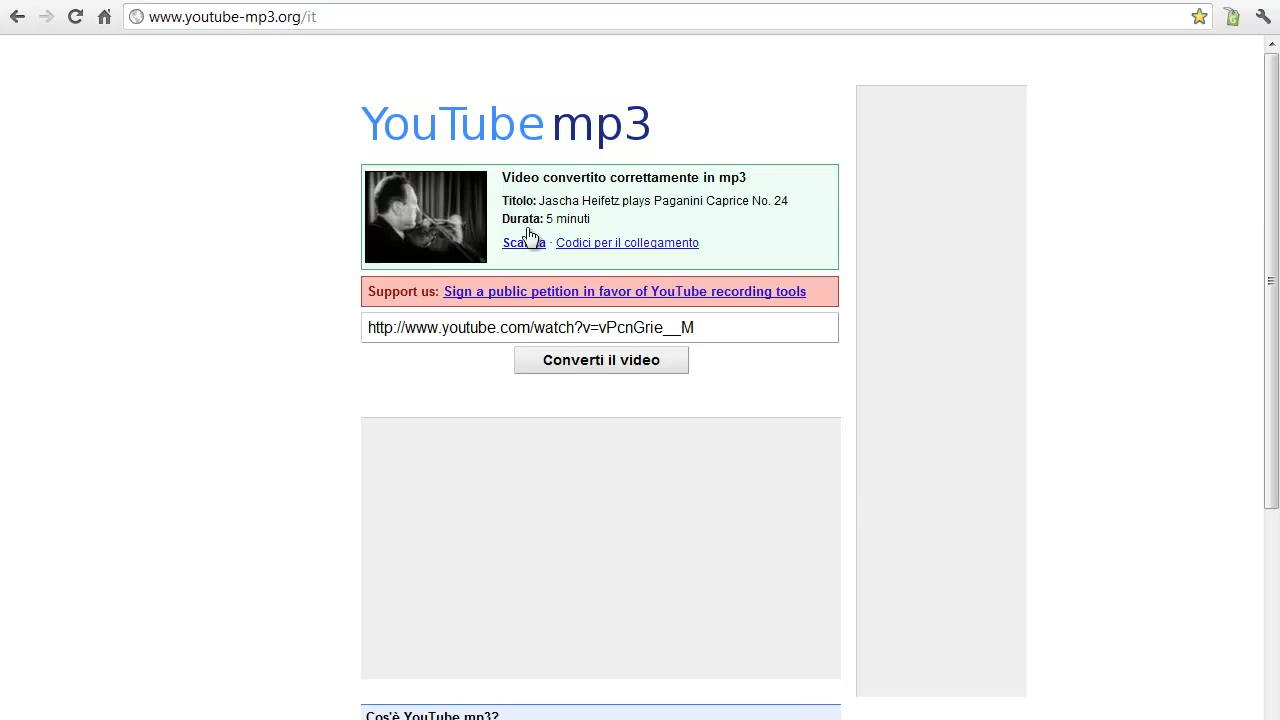 www.youtube-mp3.org/it
YouTube mp3
Video convertito correttamente in mp3
Titolo: Jascha Heifetz plays Paganini Caprice No. 24
Durata: 5 minuti
· Codici per il collegamento
Support us: Sign a public petition in favor of YouTube recording tools
http://www.youtube.com/watch?v=vPcnGrie__M
Converti il video
Cos'è YouTube mp3?